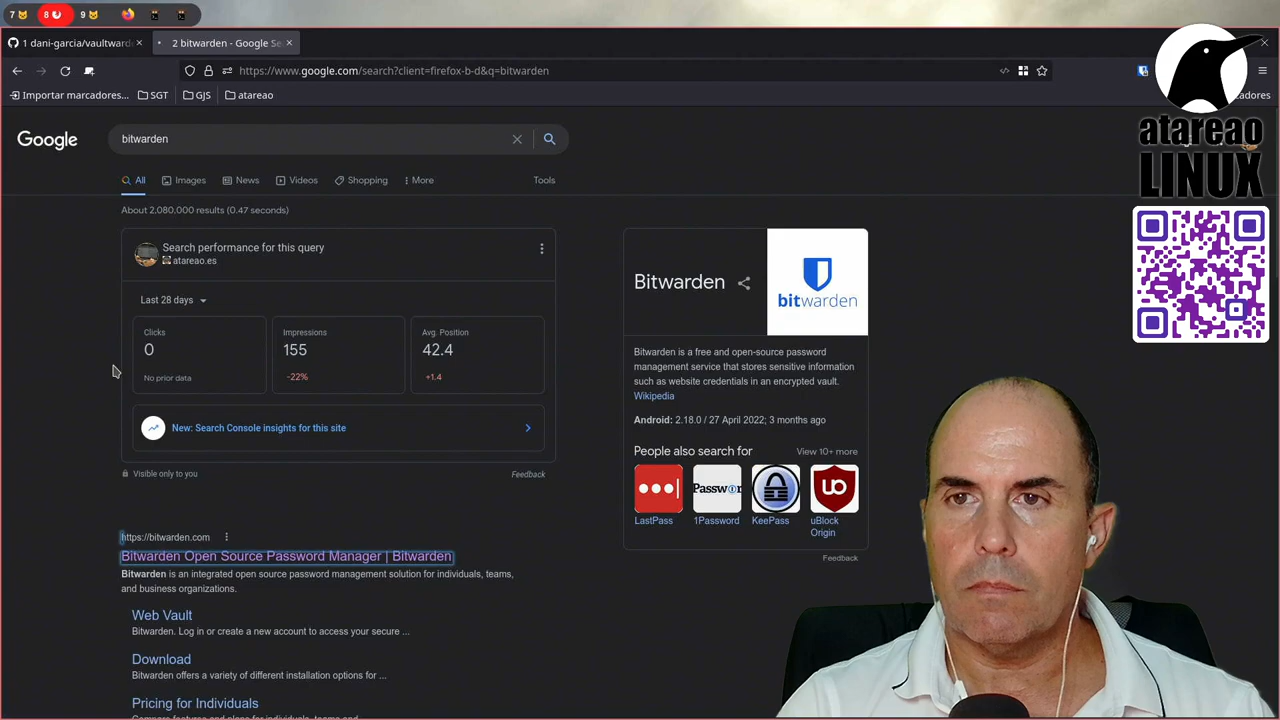 7
8
9
1 dani-garcia/vaultward
2 bitwarden - Google Se
https://www.google.com/search?client=firefox-b-d&q=bitwarden
Importar marcadores...
SGT
GJS
atareao
cadores
atareao
LINUX
Google
bitwarden
All
Images
News
Videos
Shopping
More
Tools
About 2,080,000 results (0.47 seconds)
Search performance for this query
atareao.es
Last 28 days
Clicks
0
No prior data
Impressions
155
-22%
Avg. Position
42.4
+1.4
New: Search Console insights for this site
Visible only to you
Feedback
https://bitwarden.com
Bitwarden Open Source Password Manager | Bitwarden
Bitwarden is an integrated open source password management solution for individuals, teams,
and business organizations.
Web Vault
Bitwarden. Log in or create a new account to access your secure ...
Download
Bitwarden offers a variety of different installation options for ...
Pricing for Individuals
Bitwarden
bitwarden
Bitwarden is a free and open-source password
management service that stores sensitive information
such as website credentials in an encrypted vault.
Wikipedia
Android: 2.18.0 / 27 April 2022; 3 months ago
People also search for
View 10+ more
Passwor
LastPass
1Password
KeePass
uBlock
Origin
Feedback